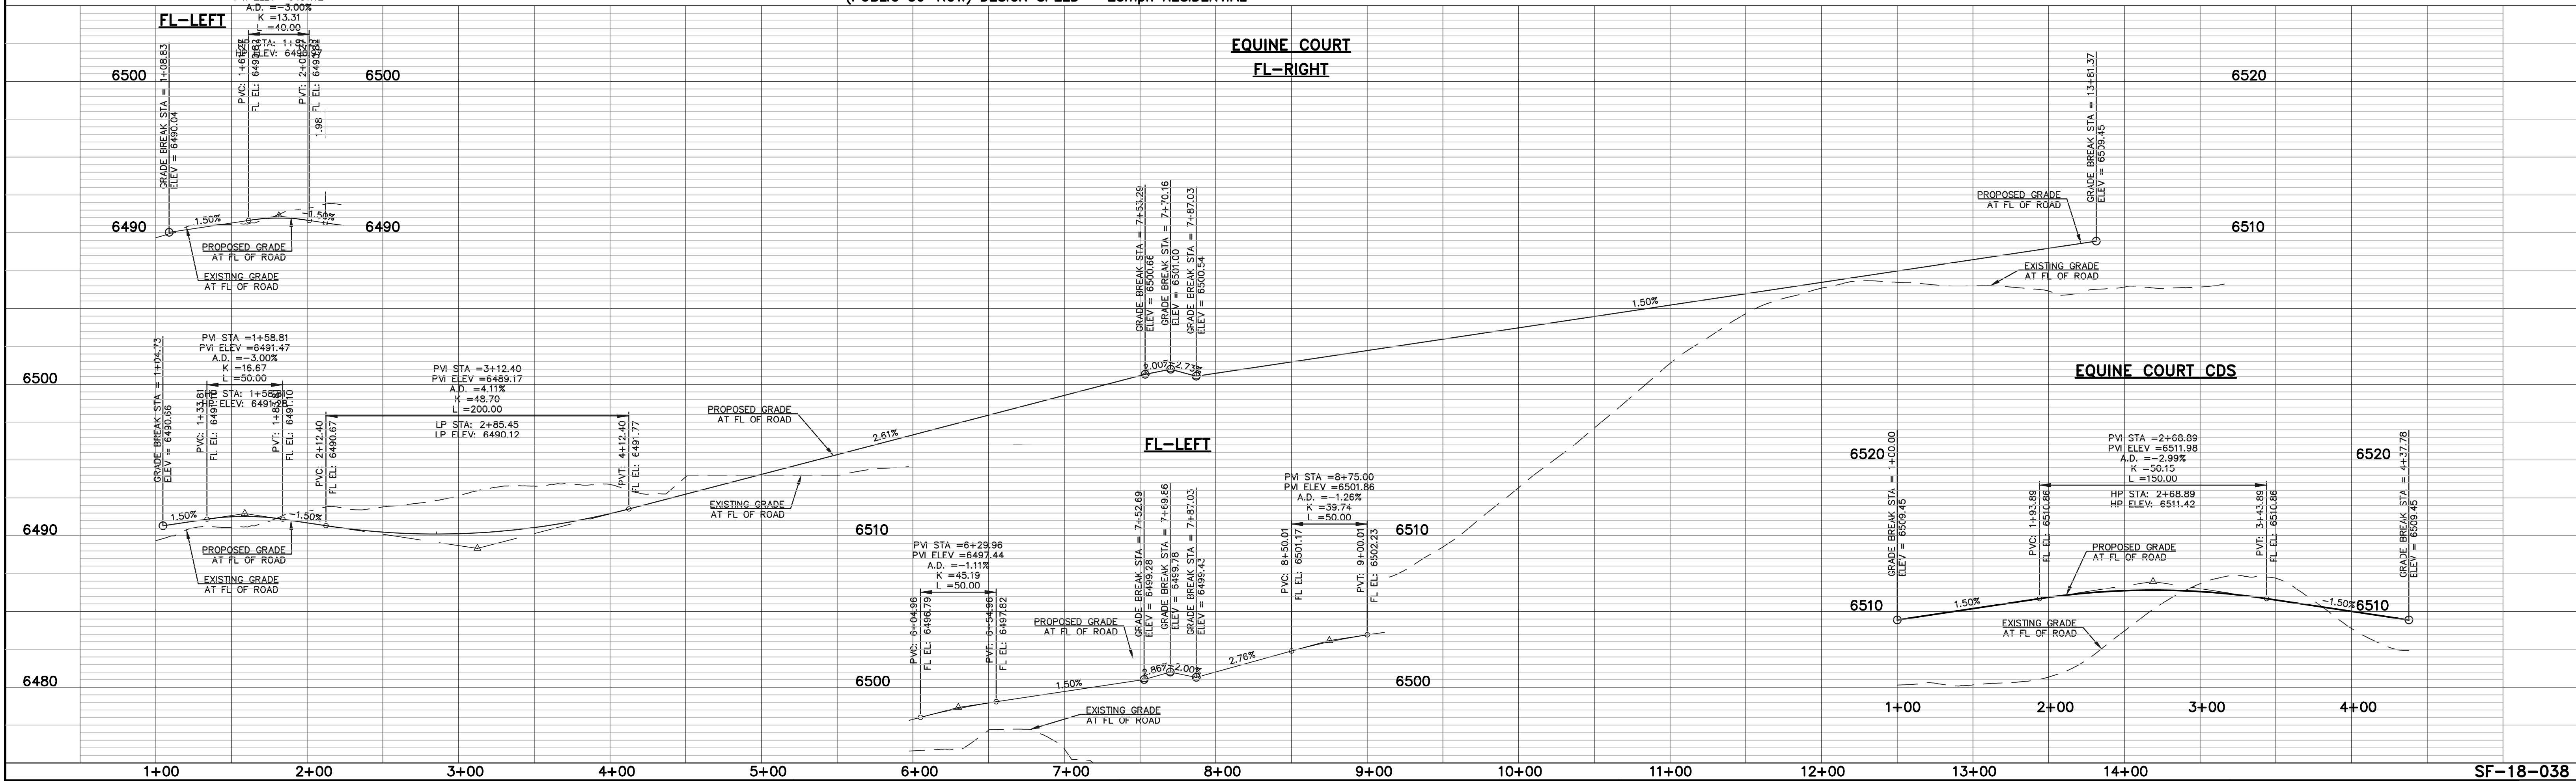 FL-LEFT
A.D. =-3.00%
K =13.31
L =40.00
GRADE BREAK STA = 1+08.83
ELEV = 6490.04
6500
6500
1.98
1.50%
-1.50%
6490
6490
PROPOSED GRADE
AT FL OF ROAD
EXISTING GRADE
AT FL OF ROAD
EQUINE COURT
FL-RIGHT
GRADE BREAK STA = 13+81.37
ELEV = 6509.45
6520
6510
PROPOSED GRADE
AT FL OF ROAD
EXISTING GRADE
AT FL OF ROAD
1.50%
GRADE BREAK STA = 7+53.29
ELEV = 6500.66
GRADE BREAK STA = 7+70.16
ELEV = 6501.00
GRADE BREAK STA = 7+87.03
ELEV = 6500.54
6500
6490
6480
GRADE BREAK STA = 1+04.73
ELEV = 6490.66
PVI STA =1+58.81
PVI ELEV =6491.47
A.D. =-3.00%
K =16.67
L =50.00
HP STA: 1+58.81
HP ELEV: 6491.28
PVC: 1+33.81
FL EL: 6491.10
FL EL: 6491.10
1.50%
-1.50%
PROPOSED GRADE
AT FL OF ROAD
EXISTING GRADE
AT FL OF ROAD
PVI STA =3+12.40
PVI ELEV =6489.17
A.D. =4.11%
K =48.70
L =200.00
LP STA: 2+85.45
LP ELEV: 6490.12
PVC: 2+12.40
FL EL: 6490.67
PVT: 4+12.40
FL EL: 6491.77
PROPOSED GRADE
AT FL OF ROAD
2.61%
EXISTING GRADE
AT FL OF ROAD
FL-LEFT
6510
6510
6500
6500
PVI STA =6+29.96
PVI ELEV =6497.44
A.D. =-1.11%
K =45.19
L =50.00
PVC: 6+04.96
FL EL: 6496.79
PVT: 6+54.96
FL EL: 6497.82
PROPOSED GRADE
AT FL OF ROAD
1.50%
EXISTING GRADE
AT FL OF ROAD
GRADE BREAK STA = 7+52.69
ELEV = 6499.28
GRADE BREAK STA = 7+69.86
ELEV = 6499.78
GRADE BREAK STA = 7+87.03
ELEV = 6499.43
2.76%
PVI STA =8+75.00
PVI ELEV =6501.86
A.D. =-1.26%
K =39.74
L =50.00
PVC: 8+50.01
FL EL: 6501.17
PVT: 9+00.01
FL EL: 6502.23
EQUINE COURT CDS
6520
6520
GRADE BREAK STA = 1+00.00
ELEV = 6509.45
PVI STA =2+68.89
PVI ELEV =6511.98
A.D. =-2.99%
K =50.15
L =150.00
HP STA: 2+68.89
HP ELEV: 6511.42
PVC: 1+93.89
FL EL: 6510.86
PVT: 3+43.89
FL EL: 6510.86
GRADE BREAK STA = 4+37.78
ELEV = 6509.45
PROPOSED GRADE
AT FL OF ROAD
6510
1.50%
-1.50%
6510
EXISTING GRADE
AT FL OF ROAD
1+00
2+00
3+00
4+00
1+00
2+00
3+00
4+00
5+00
6+00
7+00
8+00
9+00
10+00
11+00
12+00
13+00
14+00
SF-18-038